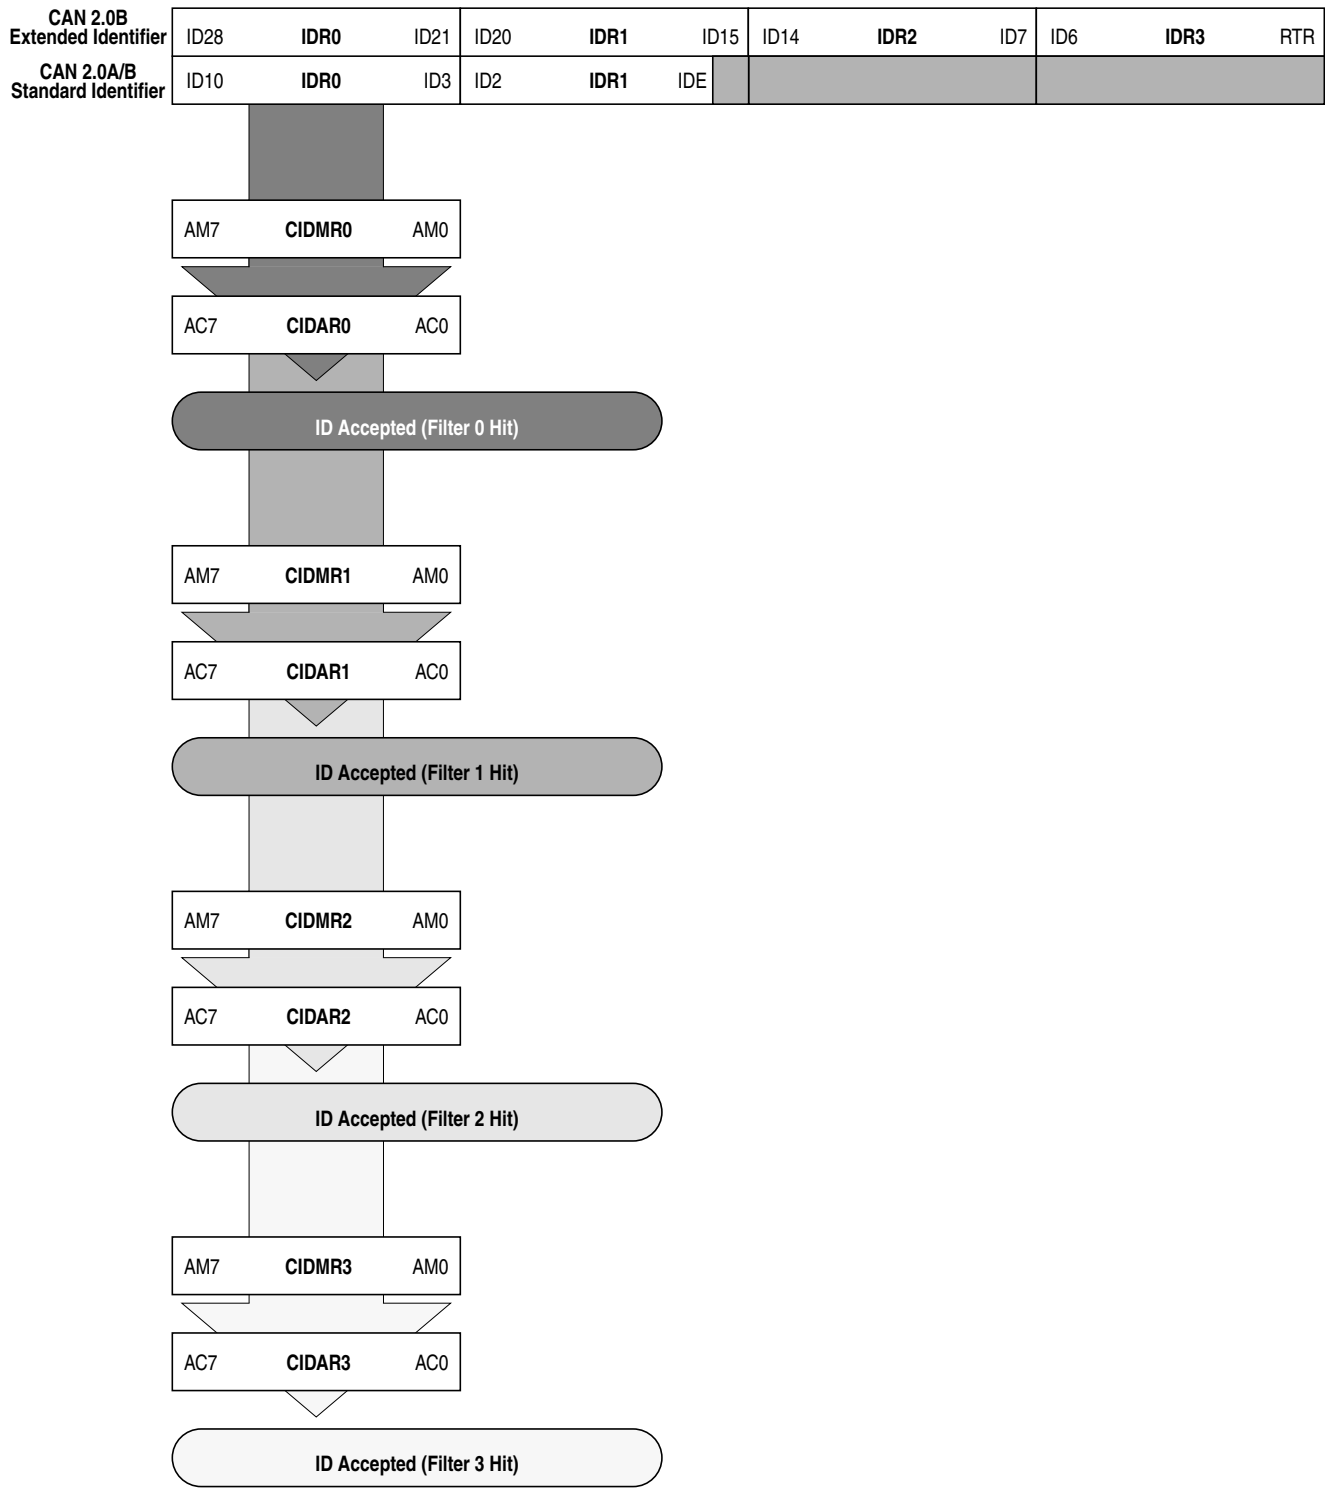 CAN 2.0B
Extended Identifier
ID28 IDR0 ID21 ID20 IDR1 ID15 ID14 IDR2 ID7 ID6 IDR3 RTR
CAN 2.0A/B
Standard Identifier
ID10 IDR0 ID3 ID2 IDR1 IDE
AM7 CIDMR0 AM0
AC7 CIDAR0 AC0
ID Accepted (Filter 0 Hit)
AM7 CIDMR1 AM0
AC7 CIDAR1 AC0
ID Accepted (Filter 1 Hit)
AM7 CIDMR2 AM0
AC7 CIDAR2 AC0
ID Accepted (Filter 2 Hit)
AM7 CIDMR3 AM0
AC7 CIDAR3 AC0
ID Accepted (Filter 3 Hit)